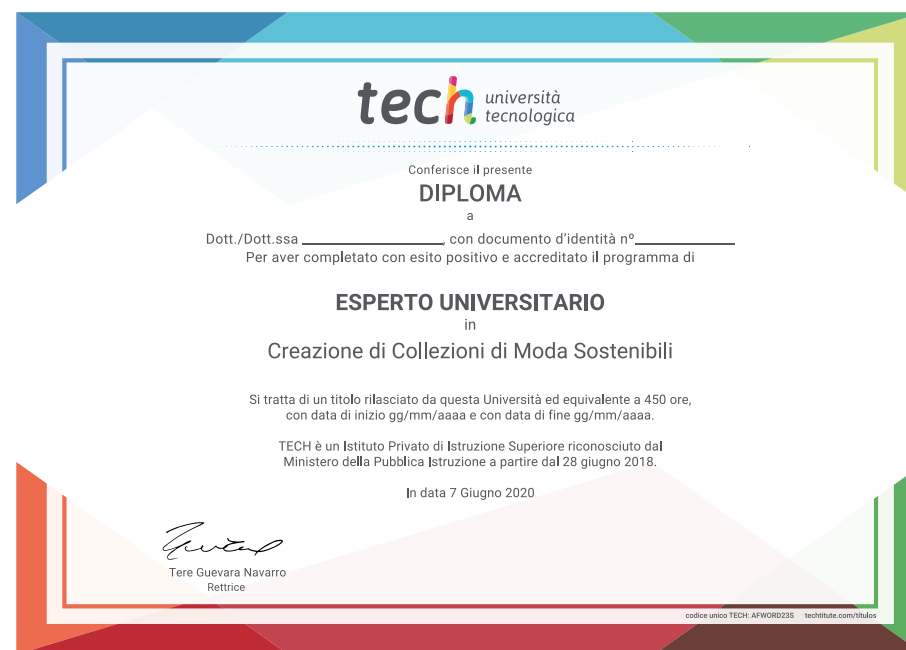 tech università
tecnologica
Conferisce il presente
DIPLOMA
a
Dott./Dott.ssa ____________________, con documento d'identità nº______________
Per aver completato con esito positivo e accreditato il programma di
ESPERTO UNIVERSITARIO
in
Creazione di Collezioni di Moda Sostenibili
Si tratta di un titolo rilasciato da questa Università ed equivalente a 450 ore,
con data di inizio gg/mm/aaaa e con data di fine gg/mm/aaaa.
TECH è un Istituto Privato di Istruzione Superiore riconosciuto dal
Ministero della Pubblica Istruzione a partire dal 28 giugno 2018.
In data 7 Giugno 2020
Tere Guevara Navarro
Rettrice
codice unico TECH: AFWORD23S techtitute.com/titulos